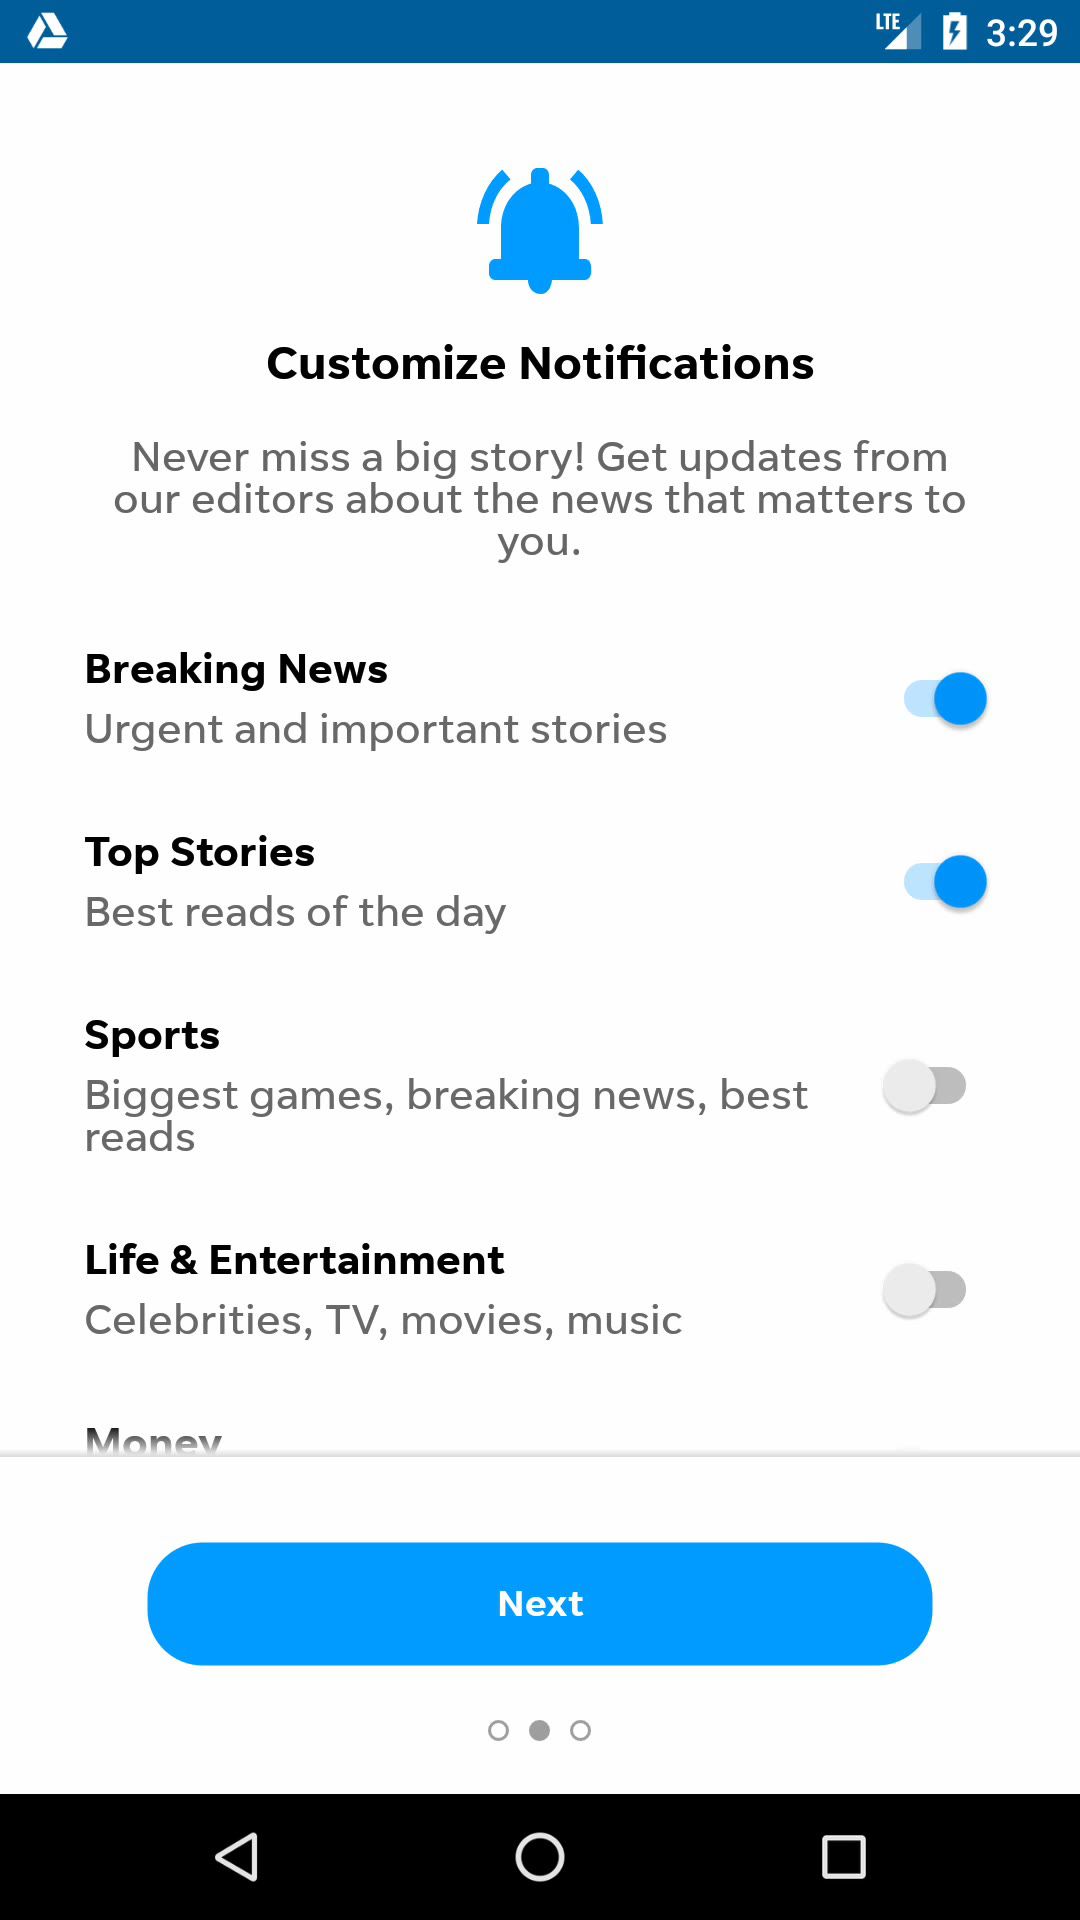 LTE 3:29
Customize Notifications
Never miss a big story! Get updates from
our editors about the news that matters to
you.
Breaking News
Urgent and important stories
Top Stories
Best reads of the day
Sports
Biggest games, breaking news, best
reads
Life & Entertainment
Celebrities, TV, movies, music
Money
Next